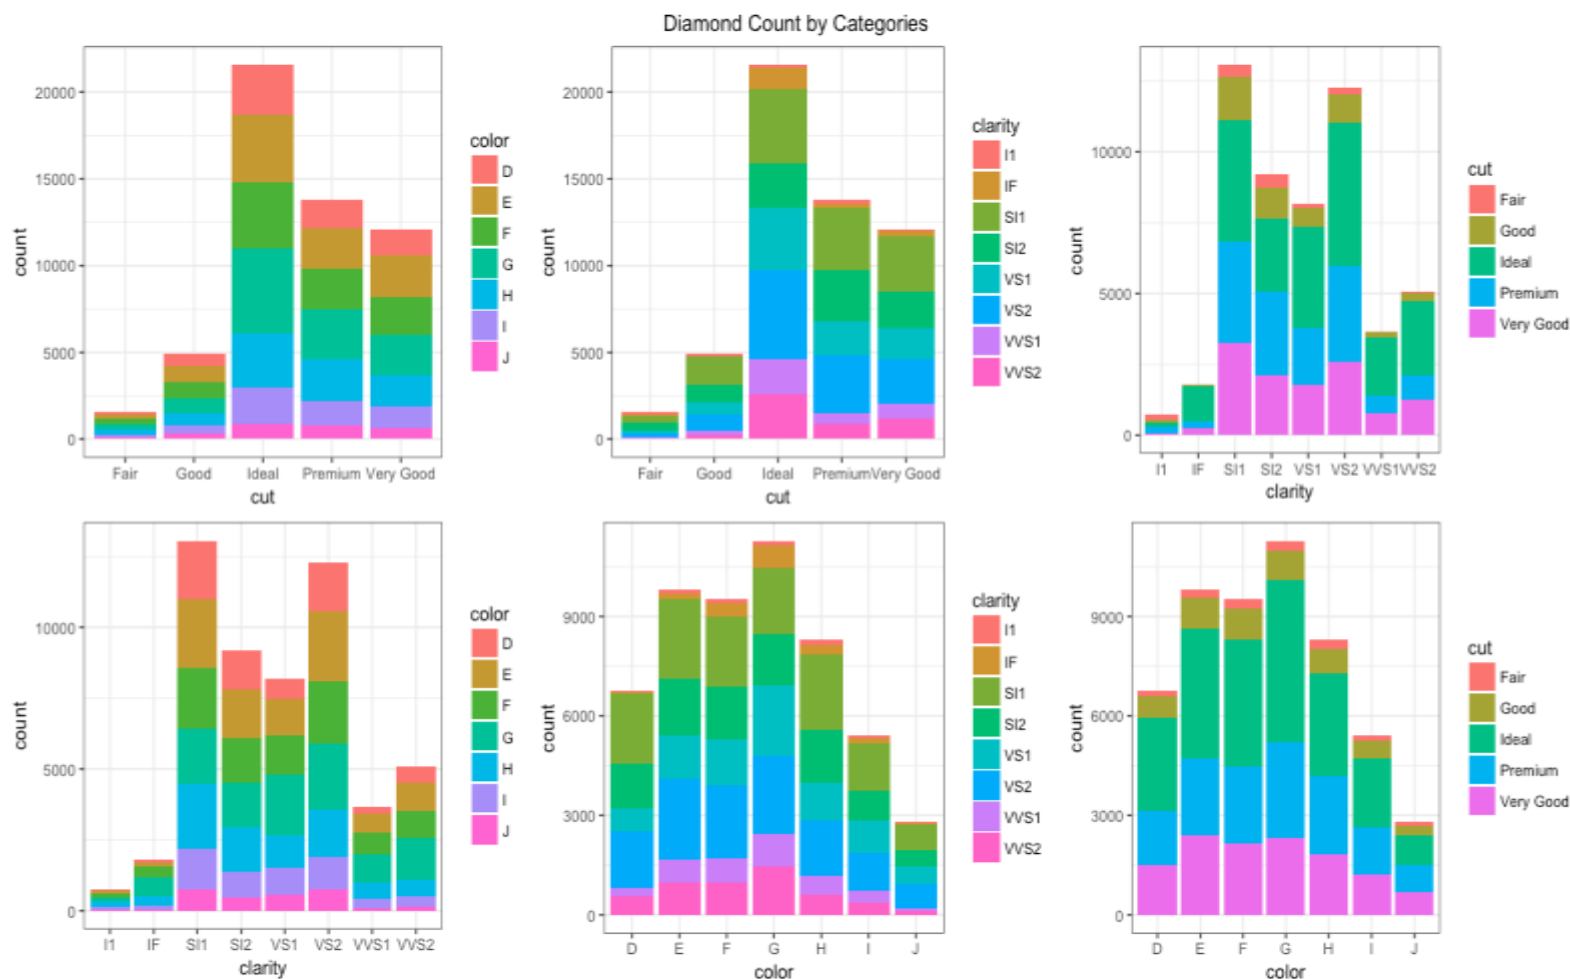 Diamond Count by Categories
count
20000
15000
10000
5000
0
Fair Good Ideal Premium Very Good
cut
color
D
E
F
G
H
I
J
count
20000
15000
10000
5000
0
Fair Good Ideal Premium Very Good
cut
clarity
I1
IF
SI1
SI2
VS1
VS2
VVS1
VVS2
count
10000
5000
0
I1 IF SI1 SI2 VS1 VS2 VVS1 VVS2
clarity
cut
Fair
Good
Ideal
Premium
Very Good
count
10000
5000
0
I1 IF SI1 SI2 VS1 VS2 VVS1 VVS2
clarity
color
D
E
F
G
H
I
J
count
9000
6000
3000
0
D E F G H I J
color
clarity
I1
IF
SI1
SI2
VS1
VS2
VVS1
VVS2
count
9000
6000
3000
0
D E F G H I J
color
cut
Fair
Good
Ideal
Premium
Very Good